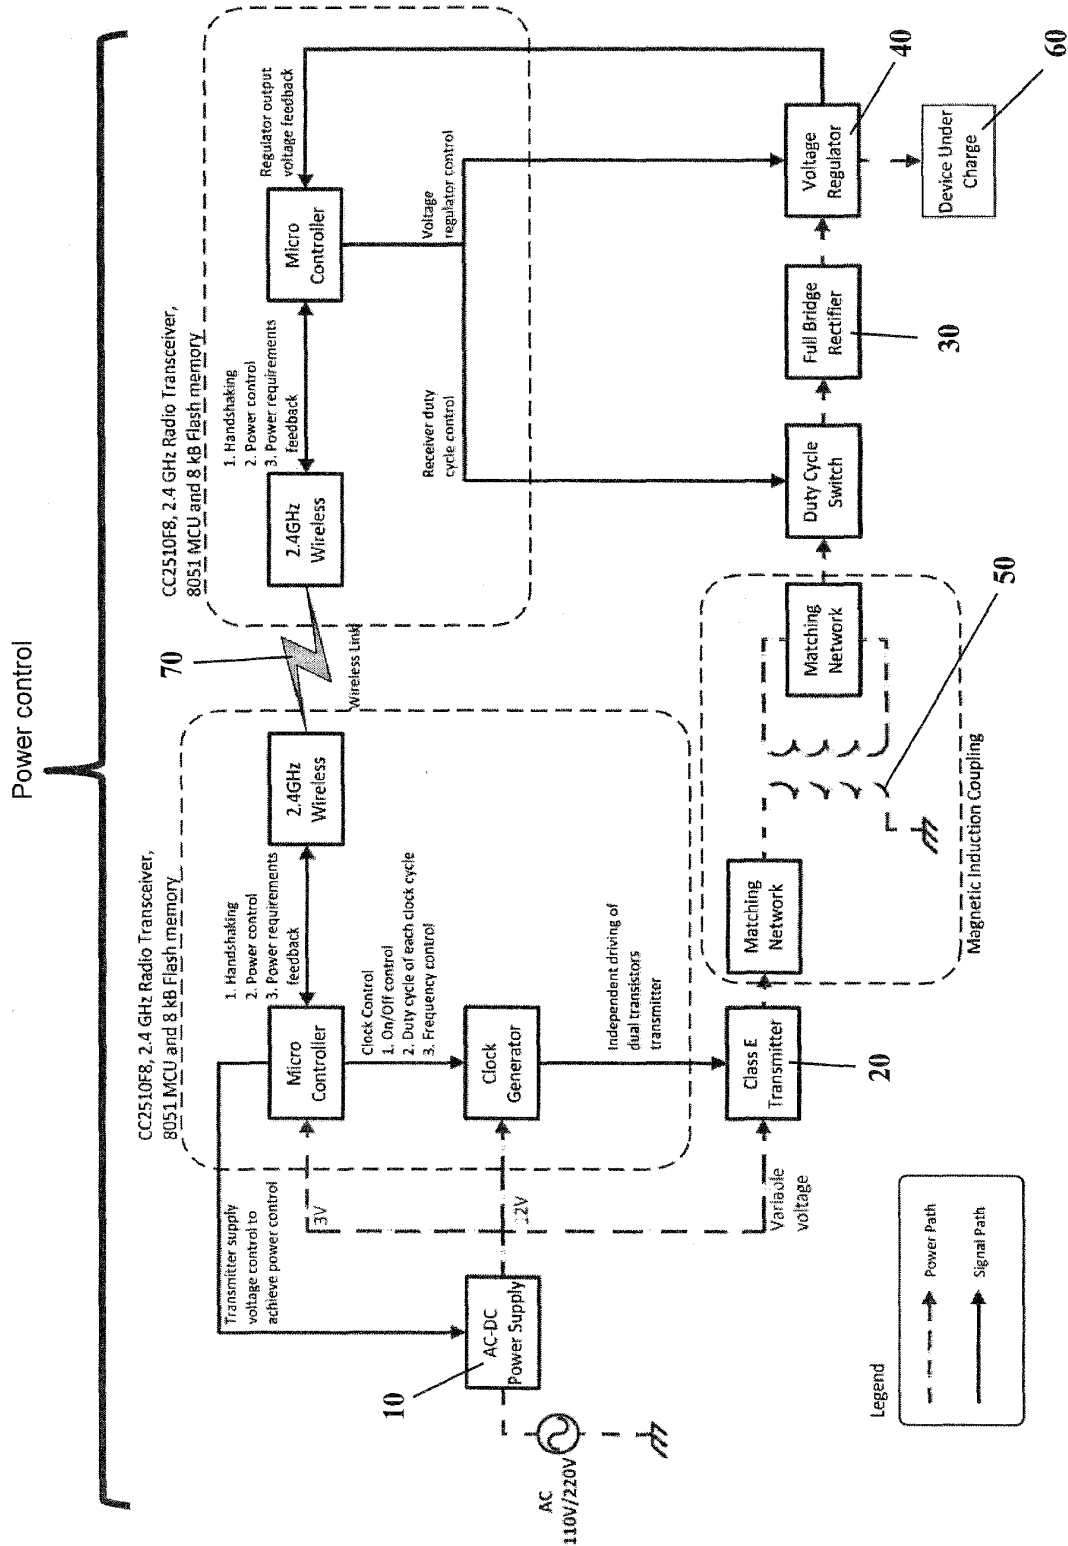 Power control
CC2510F8, 2.4 GHz Radio Transceiver,
8051 MCU and 8 kB Flash memory
CC2510F8, 2.4 GHz Radio Transceiver,
8051 MCU and 8 kB Flash memory
Transmitter supply
voltage control to
achieve power control
1. Handshaking
2. Power control
3. Power requirements
feedback
70
1. Handshaking
2. Power control
3. Power requirements
feedback
Regulator output
voltage feedback
Micro
Controller
2.4GHz
Wireless
Wireless Link
2.4GHz
Wireless
Micro
Controller
3V
Clock Control
1. On/Off control
2. Duty cycle of each clock cycle
3. Frequency control
Receiver duty
cycle control
Voltage
regulator control
10
AC-DC
Power Supply
12V
Clock
Generator
AC
110V/220V
Independent driving of
dual transistors
transmitter
Variable
voltage
Class E
Transmitter
20
Matching
Network
Matching
Network
Duty Cycle
Switch
Full Bridge
Rectifier
Voltage
Regulator
40
50
30
Device Under
Charge
60
Magnetic Induction Coupling
Legend
Power Path
Signal Path